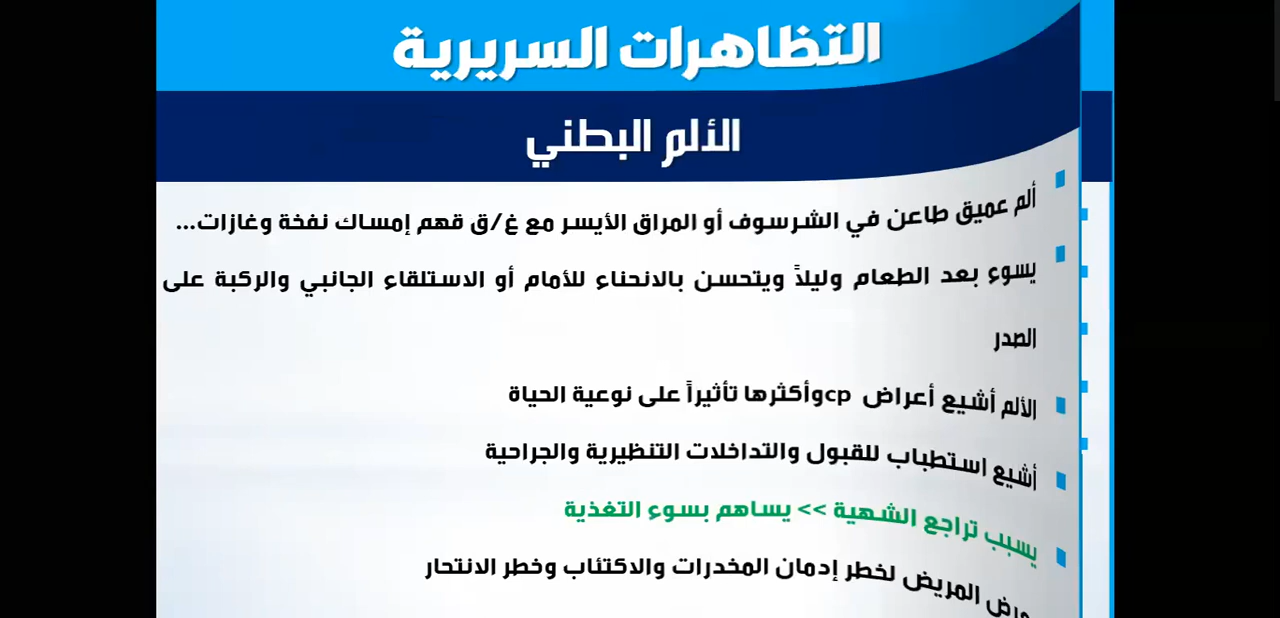 التظاهرات السريرية
الألم البطني
ألم عميق طاعن في الشرسوف أو المراق الأيسر مع غ/ق قهم إمساك نفخة وغازات...
يسوء بعد الطعام وليلاً ويتحسن بالانحناء للأمام أو الاستلقاء الجانبي والركبة على
الصدر
الألم أشيع أعراض cpوأكثرها تأثيراً على نوعية الحياة
أشيع استطباب للقبول والتداخلات التنظيرية والجراحية
يسبب تراجع الشهية >> يساهم بسوء التغذية
المريض لخطر إدمان المخدرات والاكتئاب وخطر الانتحار